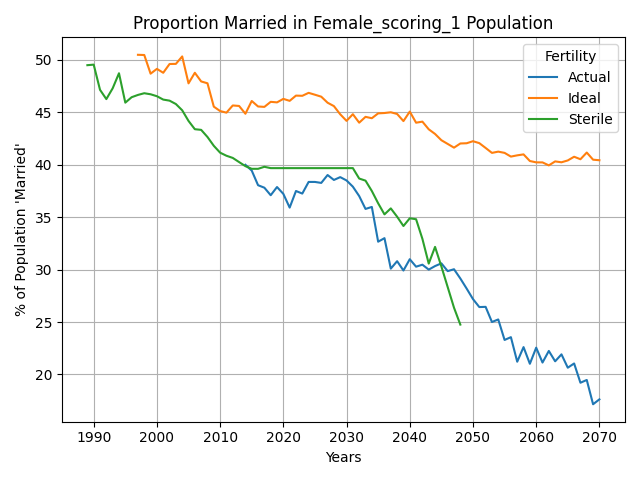 Proportion Married in Female_scoring_1 Population
Fertility
Actual
Ideal
Sterile
% of Population 'Married'
50
45
40
35
30
25
20
1990
2000
2010
2020
2030
2040
2050
2060
2070
Years